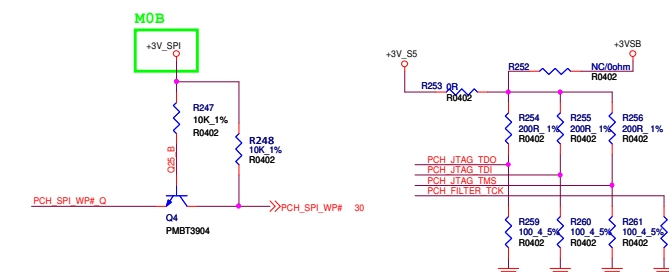 M0B
+3V_SPI
R247
10K_1%
R0402
R248
10K_1%
R0402
Q25_B
PCH_SPI_WP#_Q
Q4
PMBT3904
PCH_SPI_WP# 30
+3V_S5
+3VSB
R252
NC/0ohm
R0402
R253
0R
R0402
R254
200R_1%
R0402
R255
200R_1%
R0402
R256
200R_1%
R0402
PCH_JTAG_TDO
PCH_JTAG_TDI
PCH_JTAG_TMS
PCH_FILTER_TCK
R259
100_4_5%
R0402
R260
100_4_5%
R0402
R261
100_4_5%
R0402